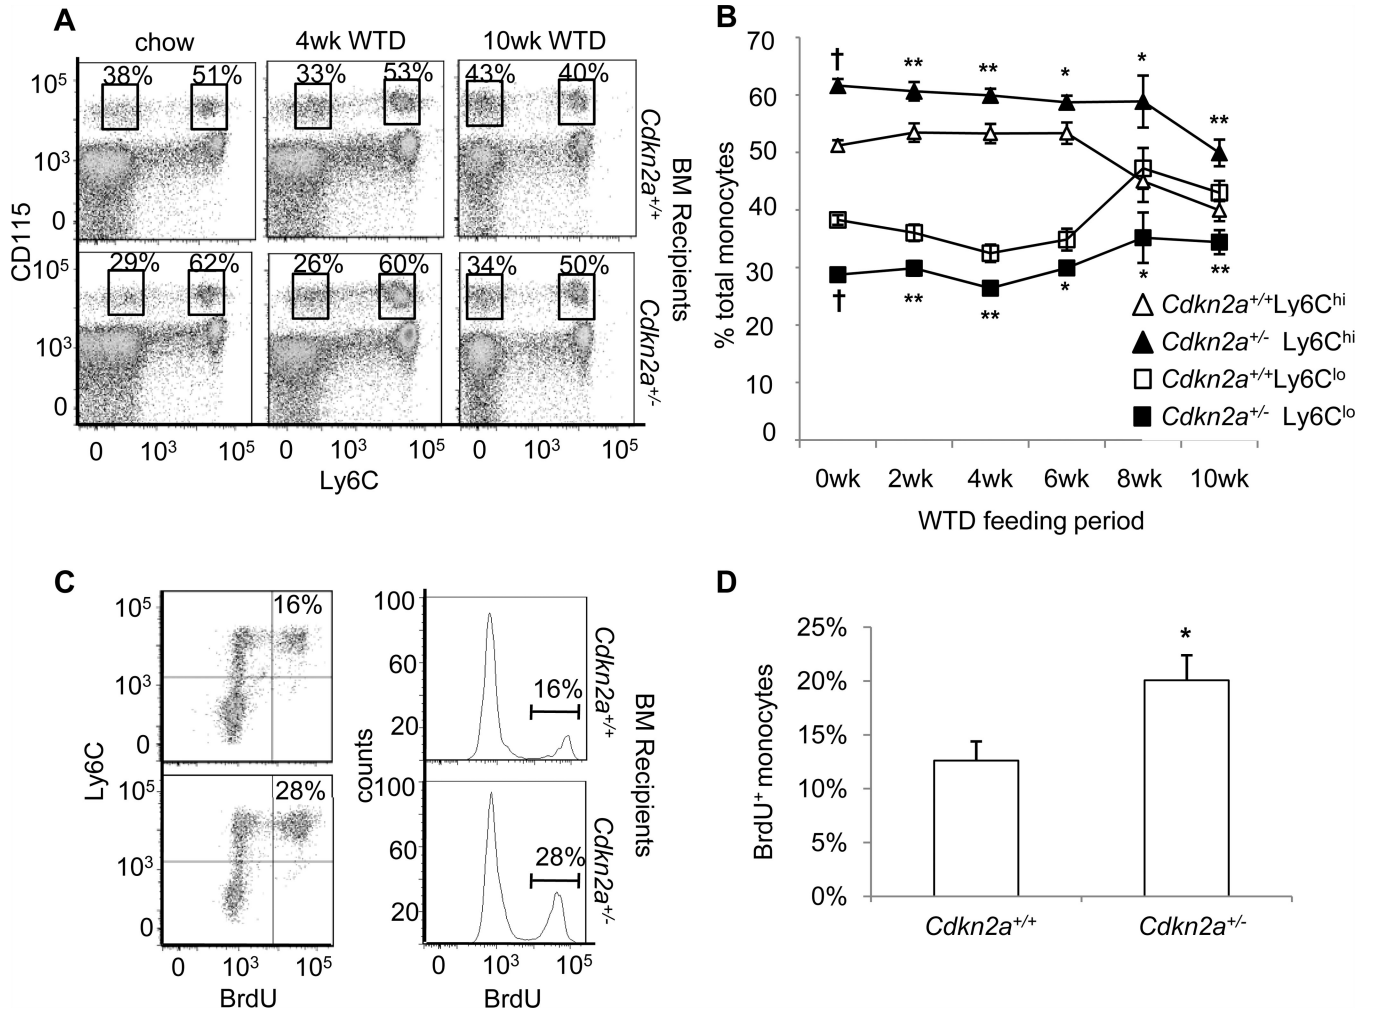 A
chow
4wk WTD
10wk WTD
10⁵
10³
0
38%
51%
33%
53%
43%
40%
Cdkn2a+/+
10⁵
10³
0
29%
62%
26%
60%
34%
50%
Cdkn2a+/-
BM Recipients
CD115
0
10³
10⁵
0
10³
10⁵
0
10³
10⁵
Ly6C
B
70
60
50
40
30
20
10
0
% total monocytes
†
**
**
*
*
**
†
**
**
*
*
**
Cdkn2a+/+Ly6Chi
Cdkn2a+/- Ly6Chi
Cdkn2a+/+Ly6Clo
Cdkn2a+/- Ly6Clo
0wk
2wk
4wk
6wk
8wk
10wk
WTD feeding period
C
10⁵
10³
0
16%
10⁵
10³
0
28%
Ly6C
0
10³
10⁵
BrdU
100
60
20
16%
Cdkn2a+/+
100
60
20
28%
Cdkn2a+/-
counts
BM Recipients
0
10³
10⁵
BrdU
D
25%
20%
15%
10%
5%
0%
BrdU+ monocytes
*
Cdkn2a+/+
Cdkn2a+/-